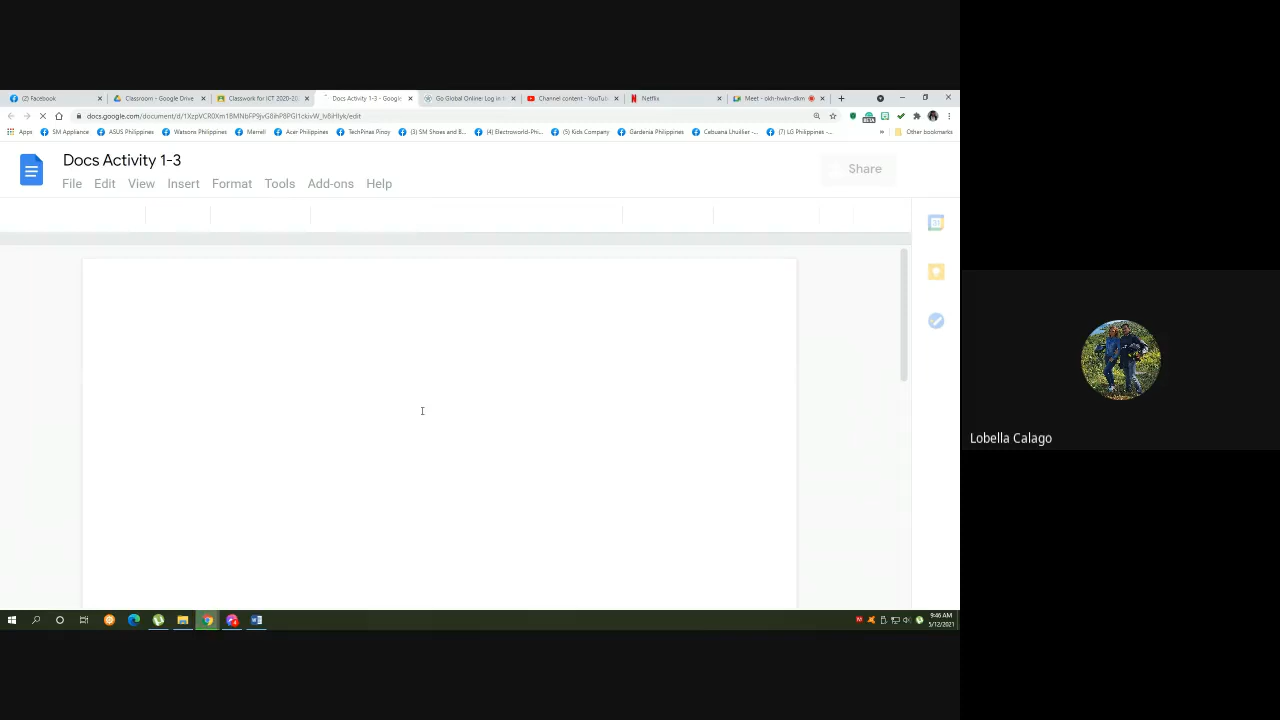 (2) Facebook
Classroom - Google Drive
Classwork for ICT 2020-20
Docs Activity 1-3 - Google
Go Global Online: Log in t
Channel content - YouTub
Netflix
Meet - okh-hwkn-dkm
Apps
SM Appliance
ASUS Philippines
Watsons Philippines
Merrell
Acer Philippines
TechPinas Pinoy
(3) SM Shoes and B...
(4) Electroworld-Phi...
(5) Kids Company
Gardenia Philippines
Cebuana Lhuillier -...
(7) LG Philippines -...
Other bookmarks
Docs Activity 1-3
File Edit View Insert Format Tools Add-ons Help
Share
Lobella Calago
9:46 AM
5/12/2021